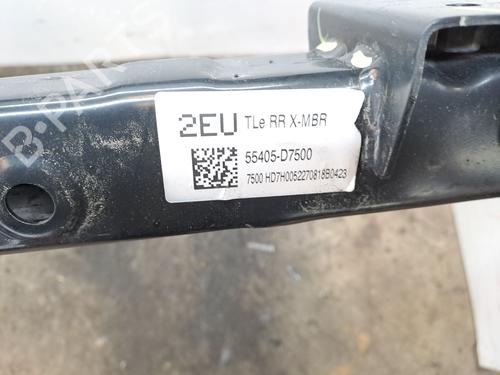 B-PARTS
2EU TLe RR X-MBR
55405-D7500
7500 HD7H0052270818B0423